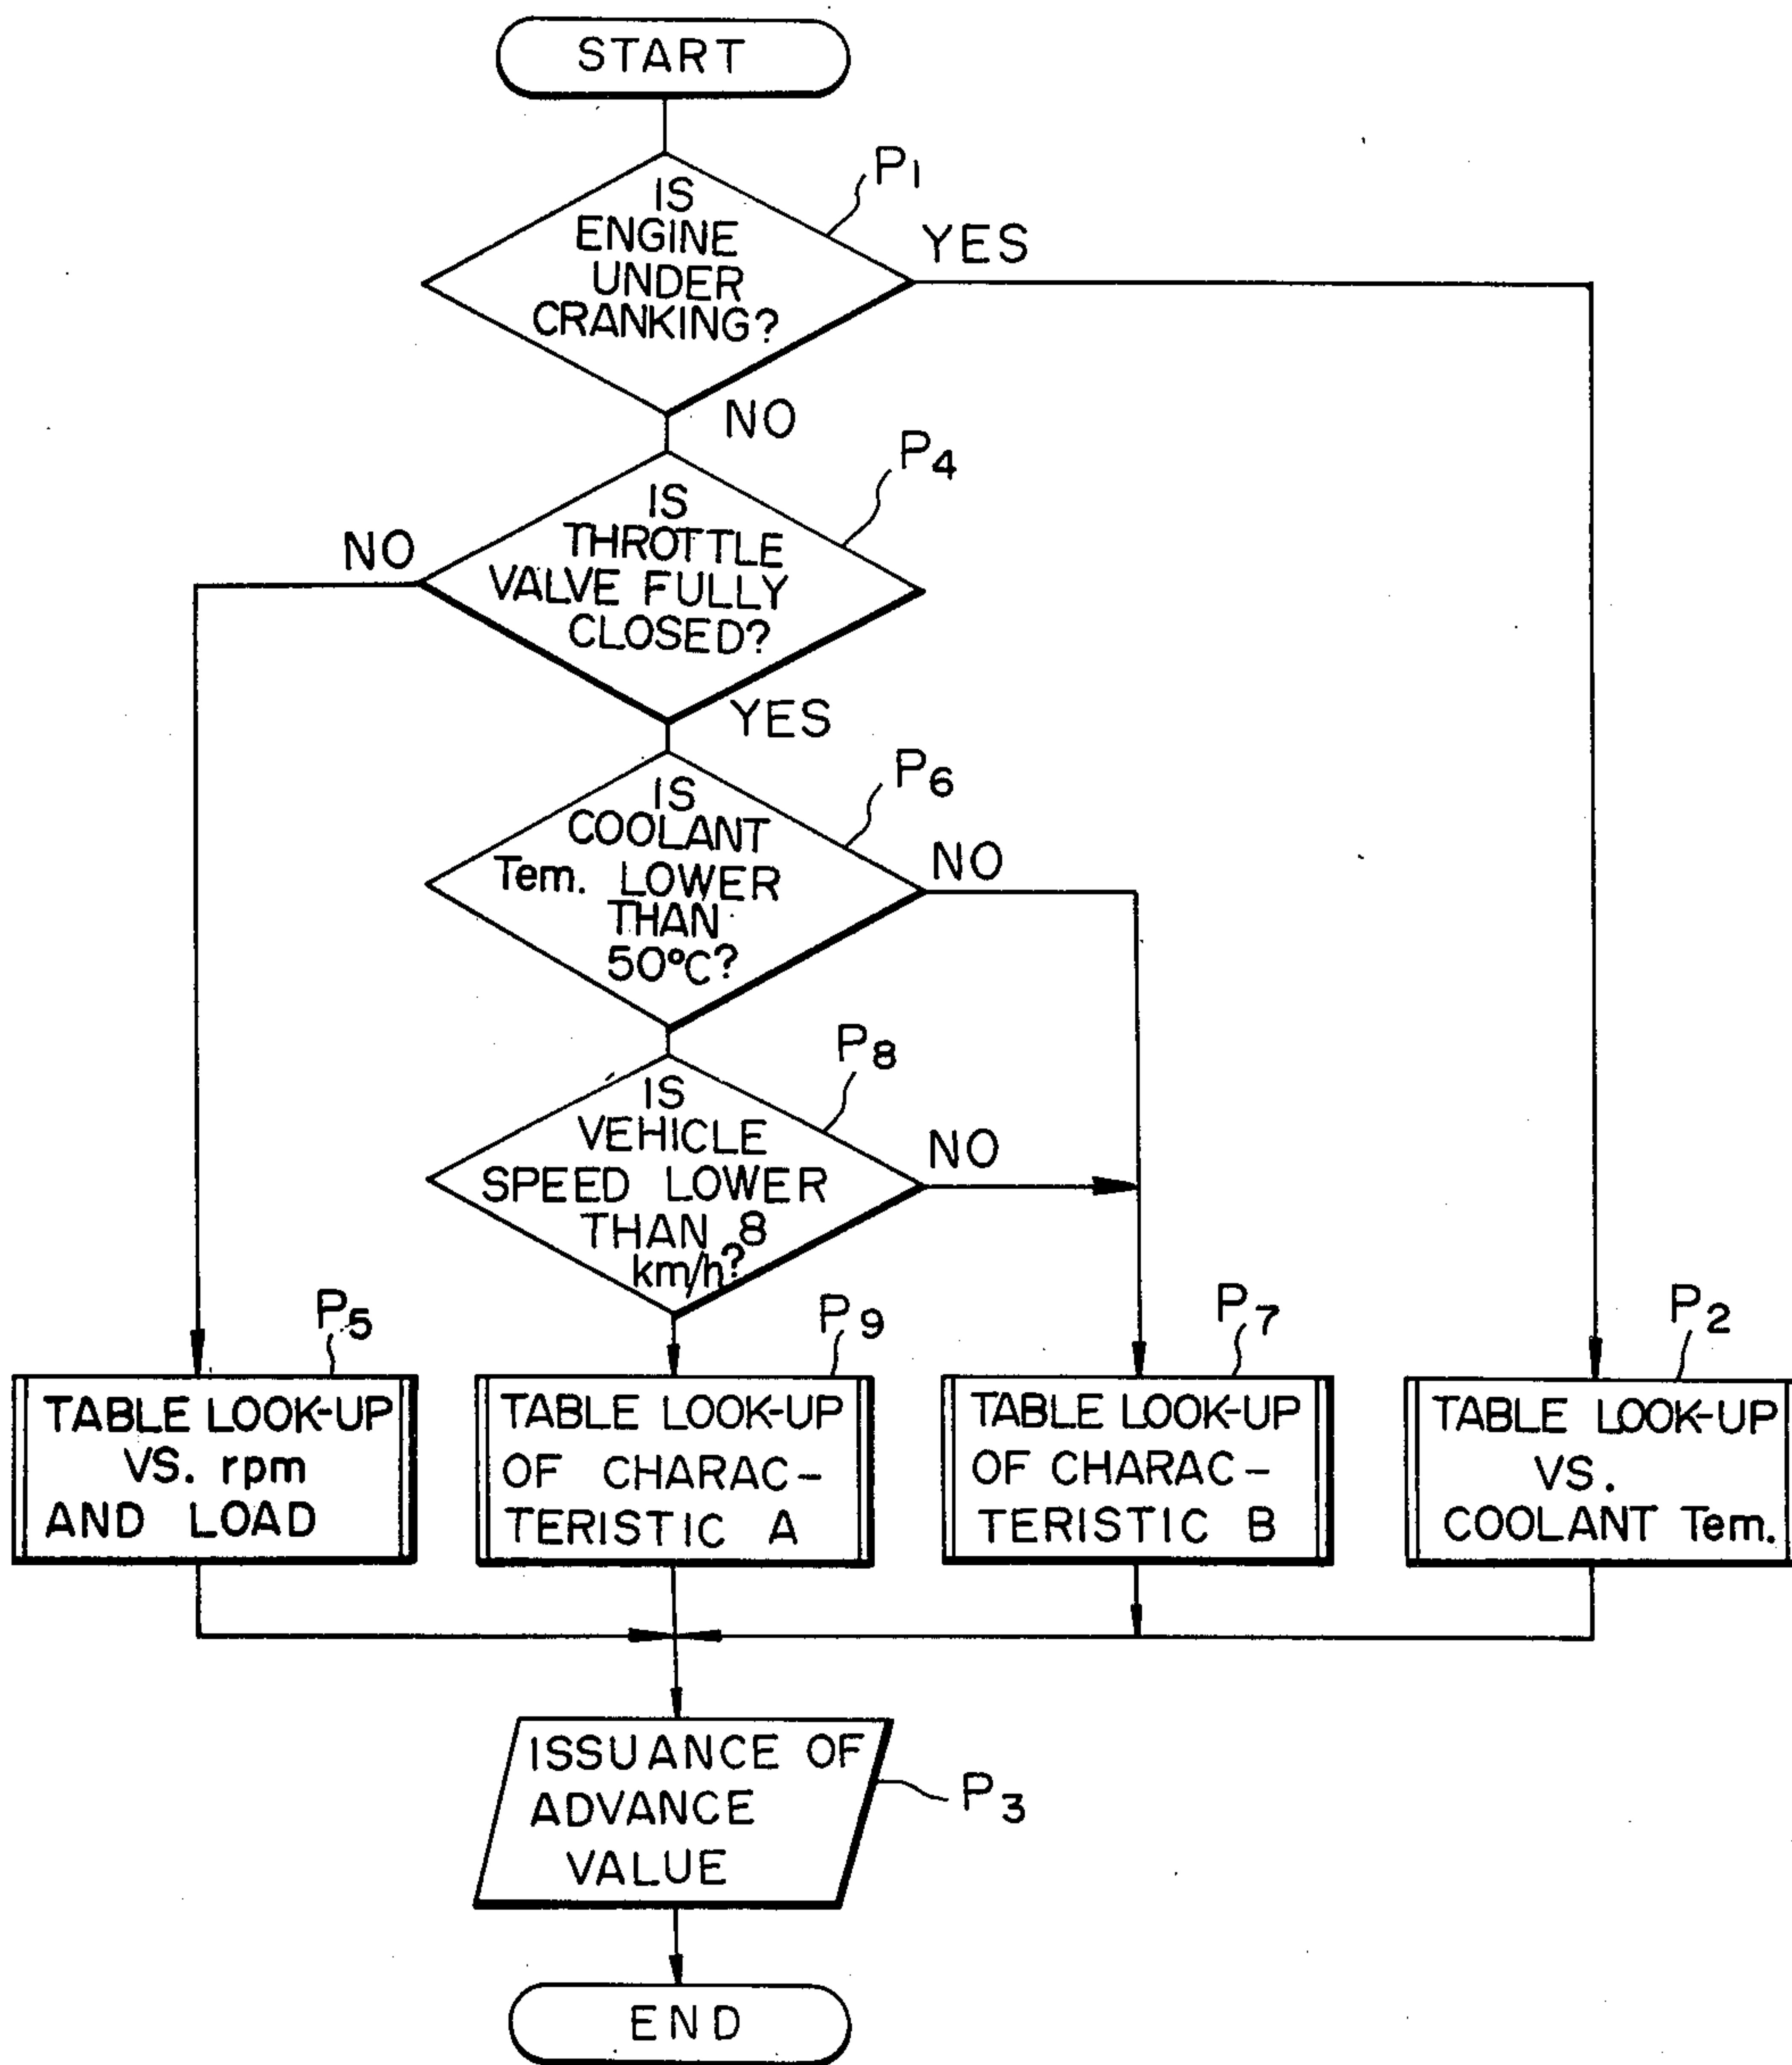 START
P1
IS
ENGINE
UNDER
CRANKING?
YES
NO
P4
IS
THROTTLE
VALVE FULLY
CLOSED?
NO
YES
P6
IS
COOLANT
Tem. LOWER
THAN
50°C?
NO
P8
IS
VEHICLE
SPEED LOWER
THAN 8
km/h?
NO
P5
TABLE LOOK-UP
VS. rpm
AND LOAD
P9
TABLE LOOK-UP
OF CHARAC-
TERISTIC A
P7
TABLE LOOK-UP
OF CHARAC-
TERISTIC B
P2
TABLE LOOK-UP
VS.
COOLANT Tem.
ISSUANCE OF
ADVANCE
VALUE
P3
END